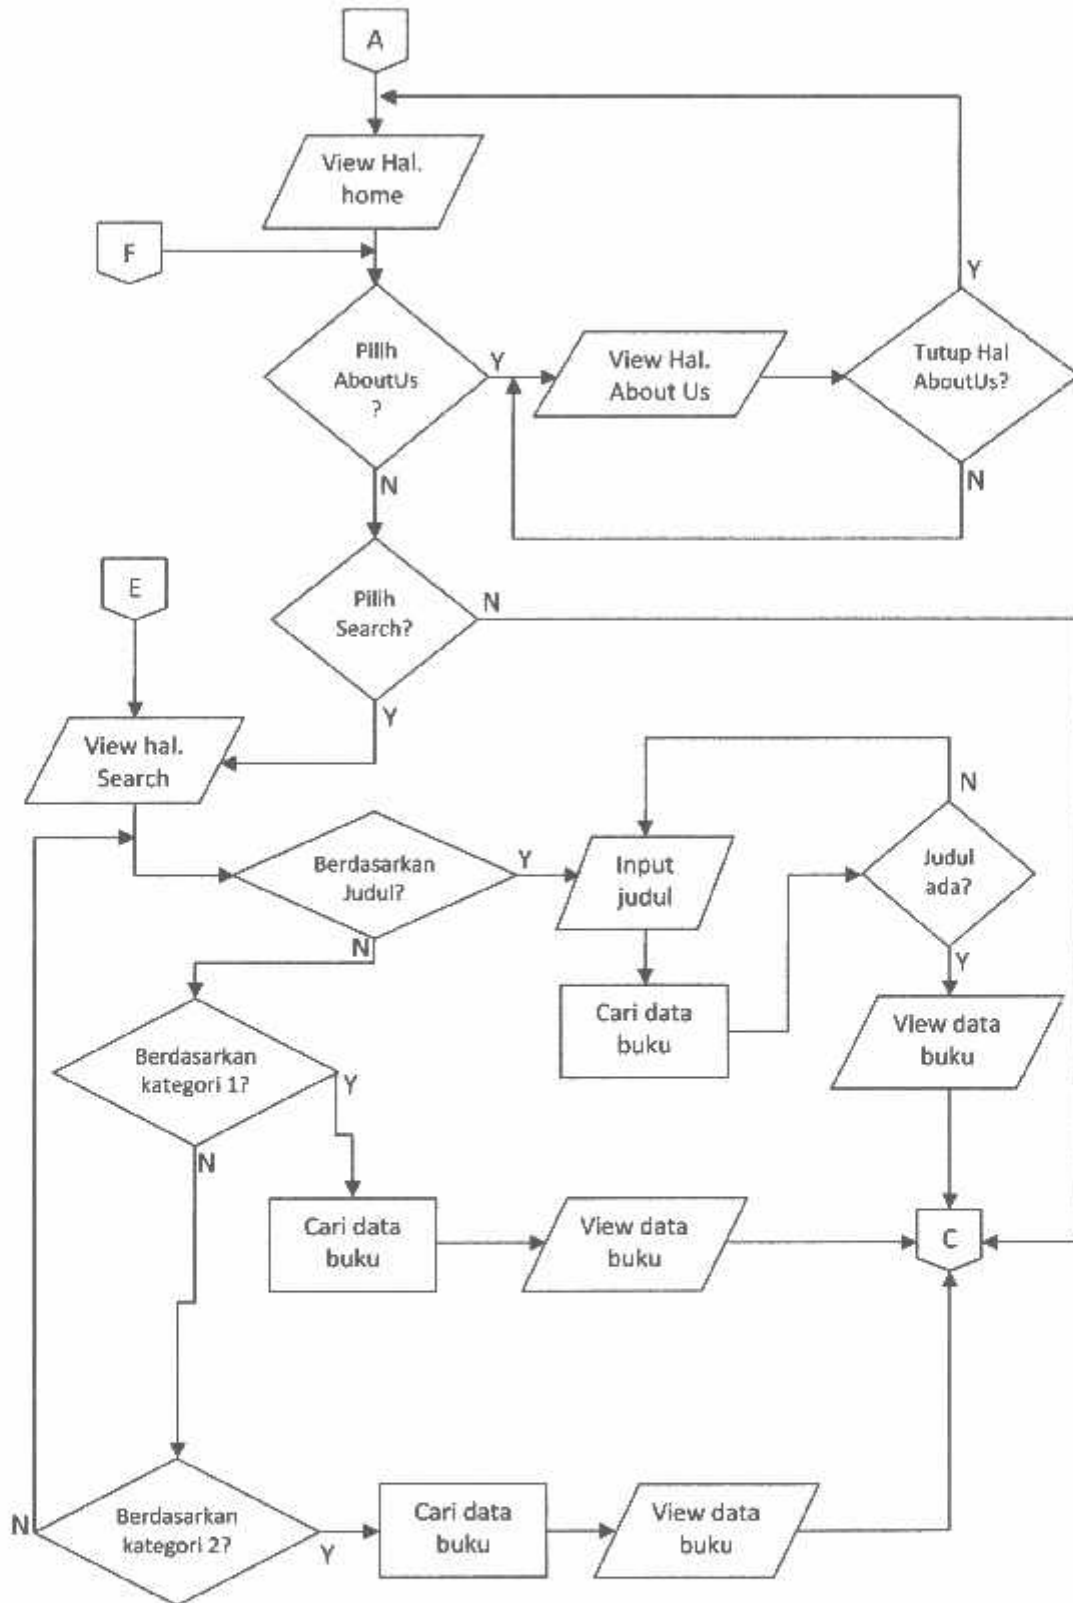 A
View Hal.
home
F
Y
Pilih
AboutUs
?
Y
View Hal.
About Us
Tutup Hal
AboutUs?
N
N
E
Pilih
Search?
N
Y
View hal.
Search
N
Berdasarkan
Judul?
Y
Input
judul
Judul
ada?
N
Y
Cari data
buku
View data
buku
Berdasarkan
kategori 1?
Y
N
Cari data
buku
View data
buku
C
N
Berdasarkan
kategori 2?
Y
Cari data
buku
View data
buku